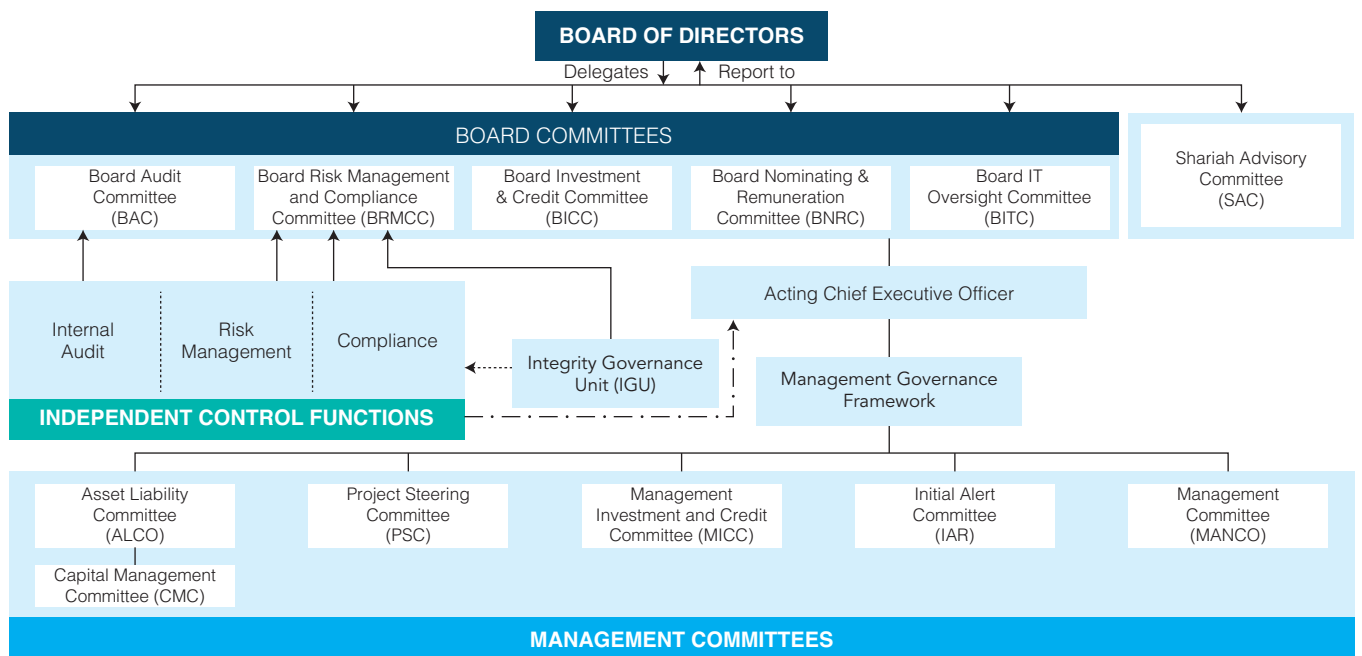 BOARD OF DIRECTORS
Delegates
Report to
BOARD COMMITTEES
Board Audit
Committee
(BAC)
Board Risk Management
and Compliance
Committee (BRMCC)
Board Investment
& Credit Committee
(BICC)
Board Nominating &
Remuneration
Committee (BNRC)
Board IT
Oversight Committee
(BITC)
Shariah Advisory
Committee
(SAC)
Internal
Audit
Risk
Management
Compliance
INDEPENDENT CONTROL FUNCTIONS
Integrity Governance
Unit (IGU)
Acting Chief Executive Officer
Management Governance
Framework
Asset Liability
Committee
(ALCO)
Capital Management
Committee (CMC)
Project Steering
Committee
(PSC)
Management
Investment and Credit
Committee (MICC)
Initial Alert
Committee
(IAR)
Management
Committee
(MANCO)
MANAGEMENT COMMITTEES